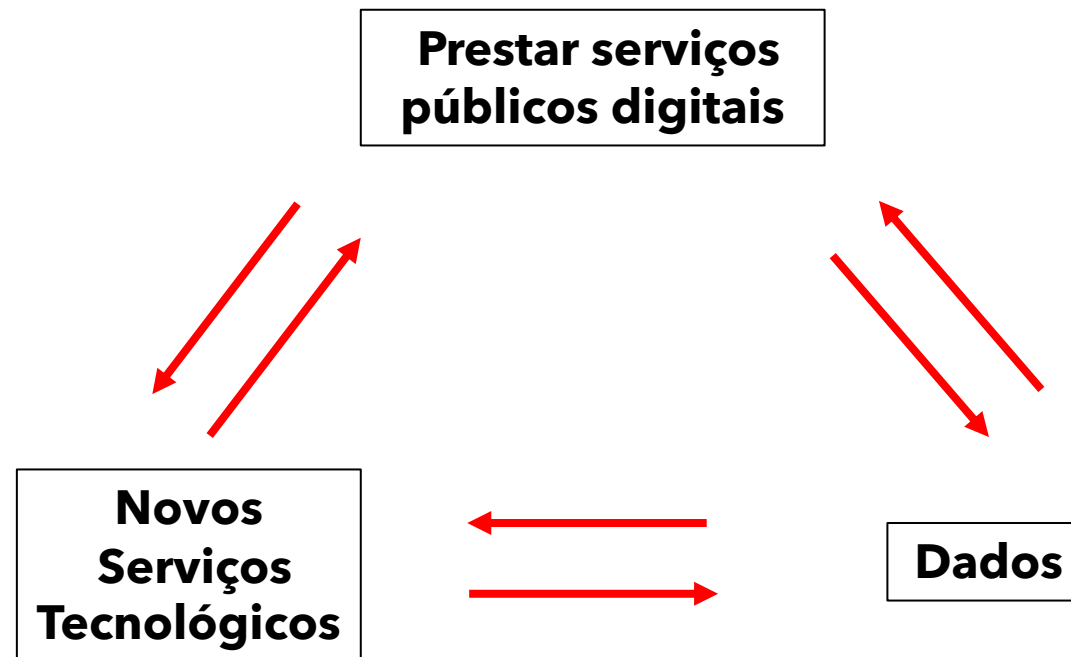 Prestar serviços
públicos digitais
Novos
Serviços
Tecnológicos
Dados